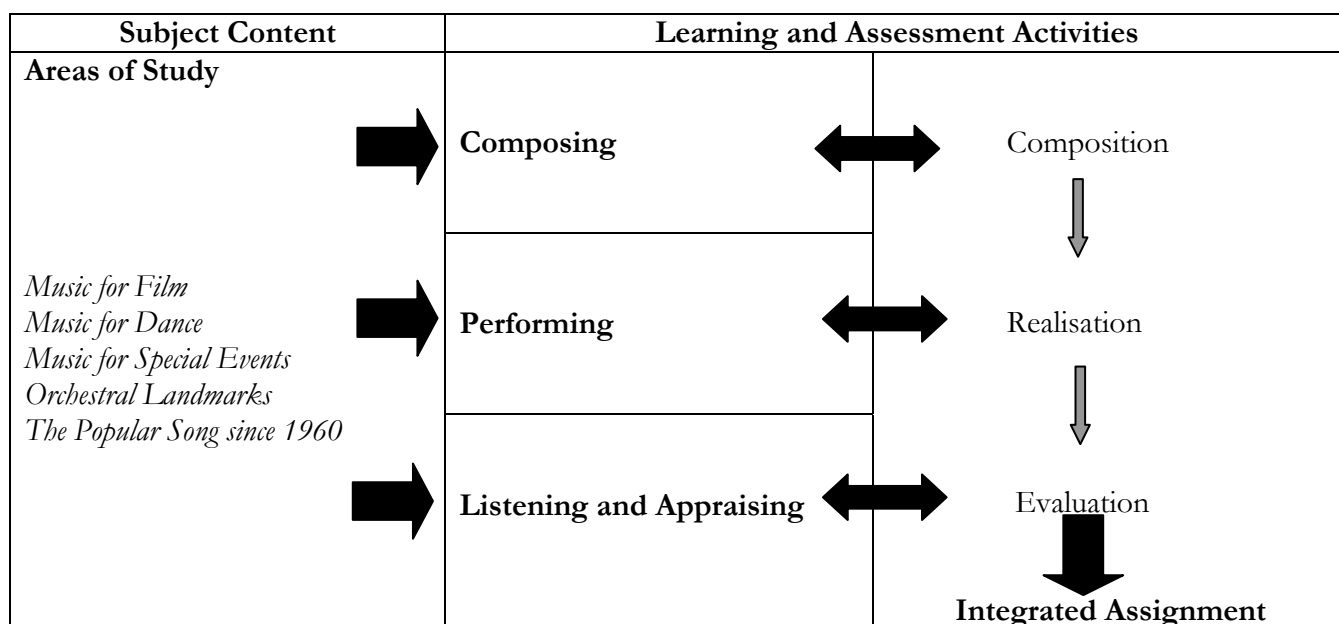 Subject Content
Learning and Assessment Activities
Areas of Study
Composing
Composition
Music for Film
Music for Dance
Music for Special Events
Orchestral Landmarks
The Popular Song since 1960
Performing
Realisation
Listening and Appraising
Evaluation
Integrated Assignment